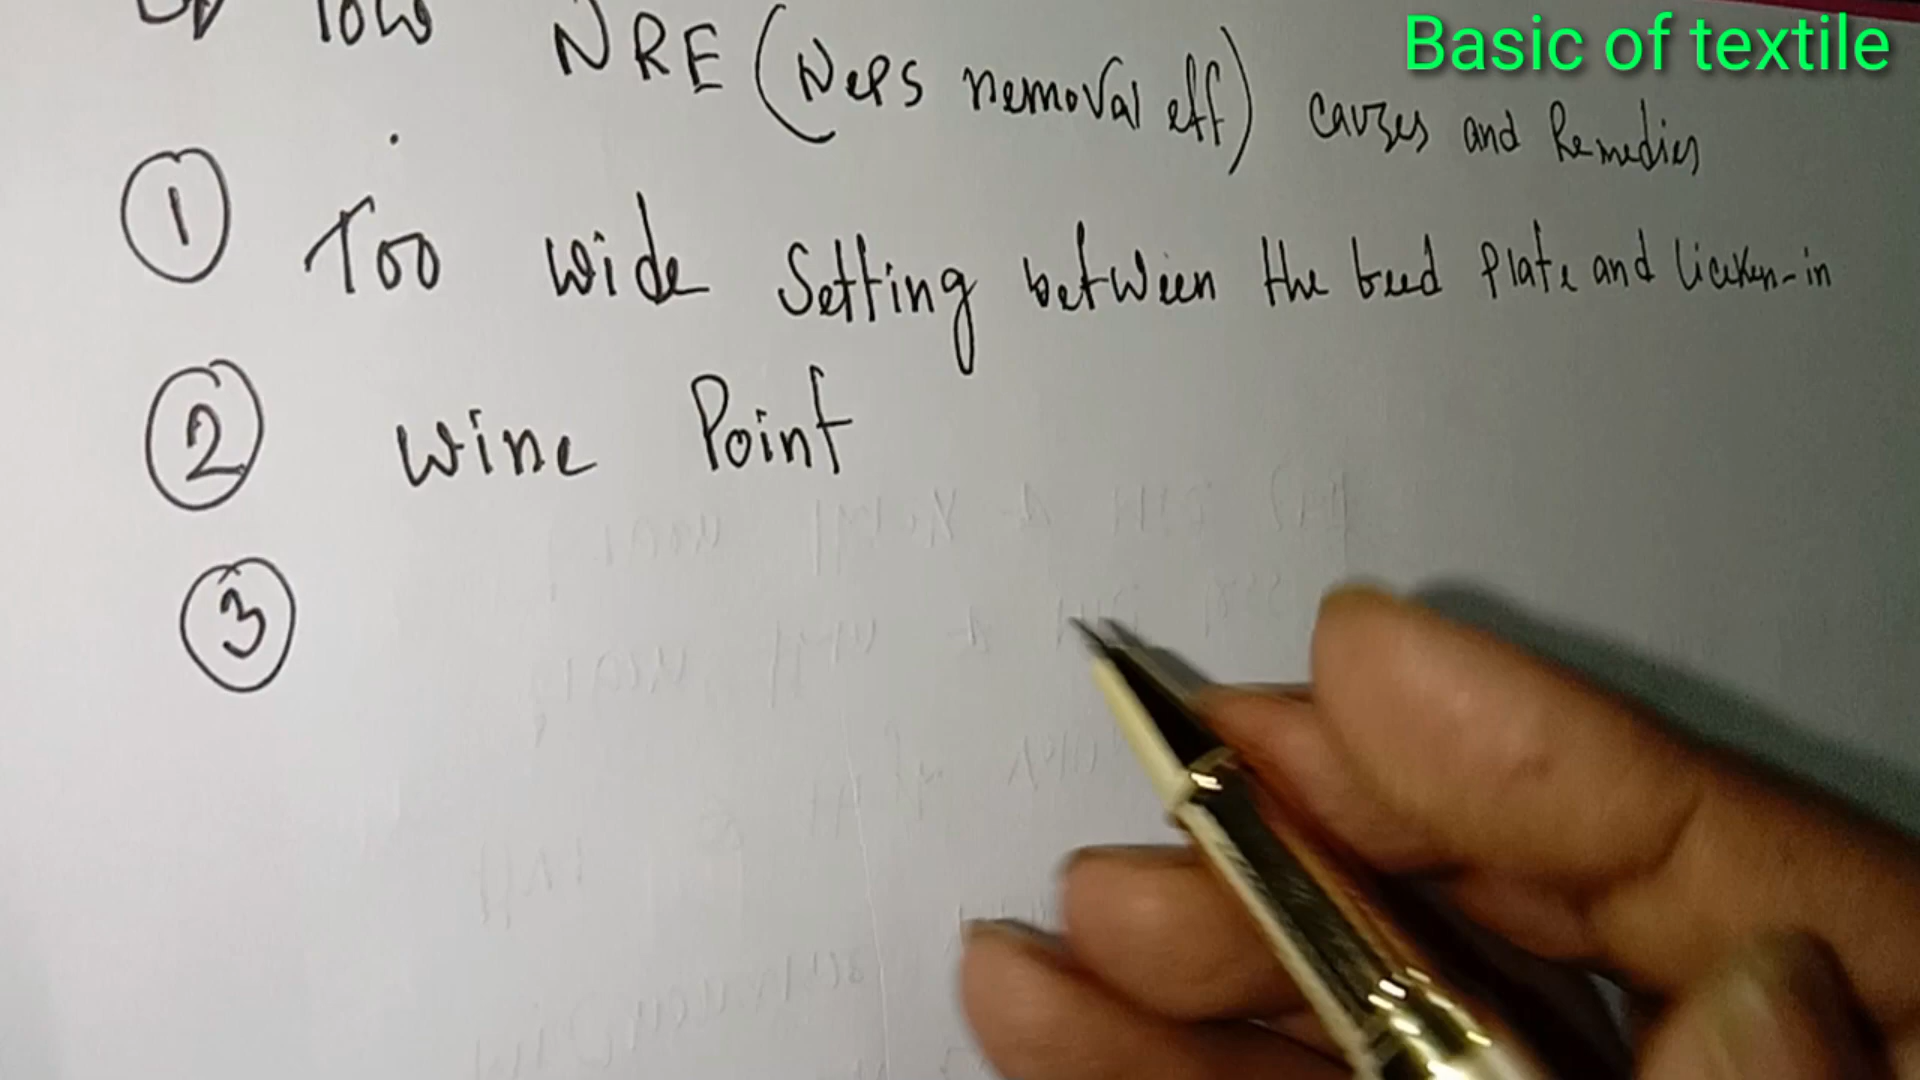 Basic of textile
low NRE (Neps removal eff) causes and Remedies
1 Too wide Setting between the feed Plate and licker-in
2 wire Point
3